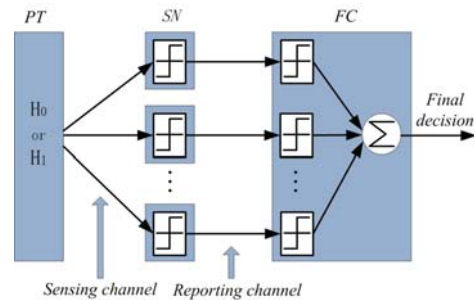 PT
SN
FC
H0
or
H1
Σ
Final
decision
Sensing channel
Reporting channel